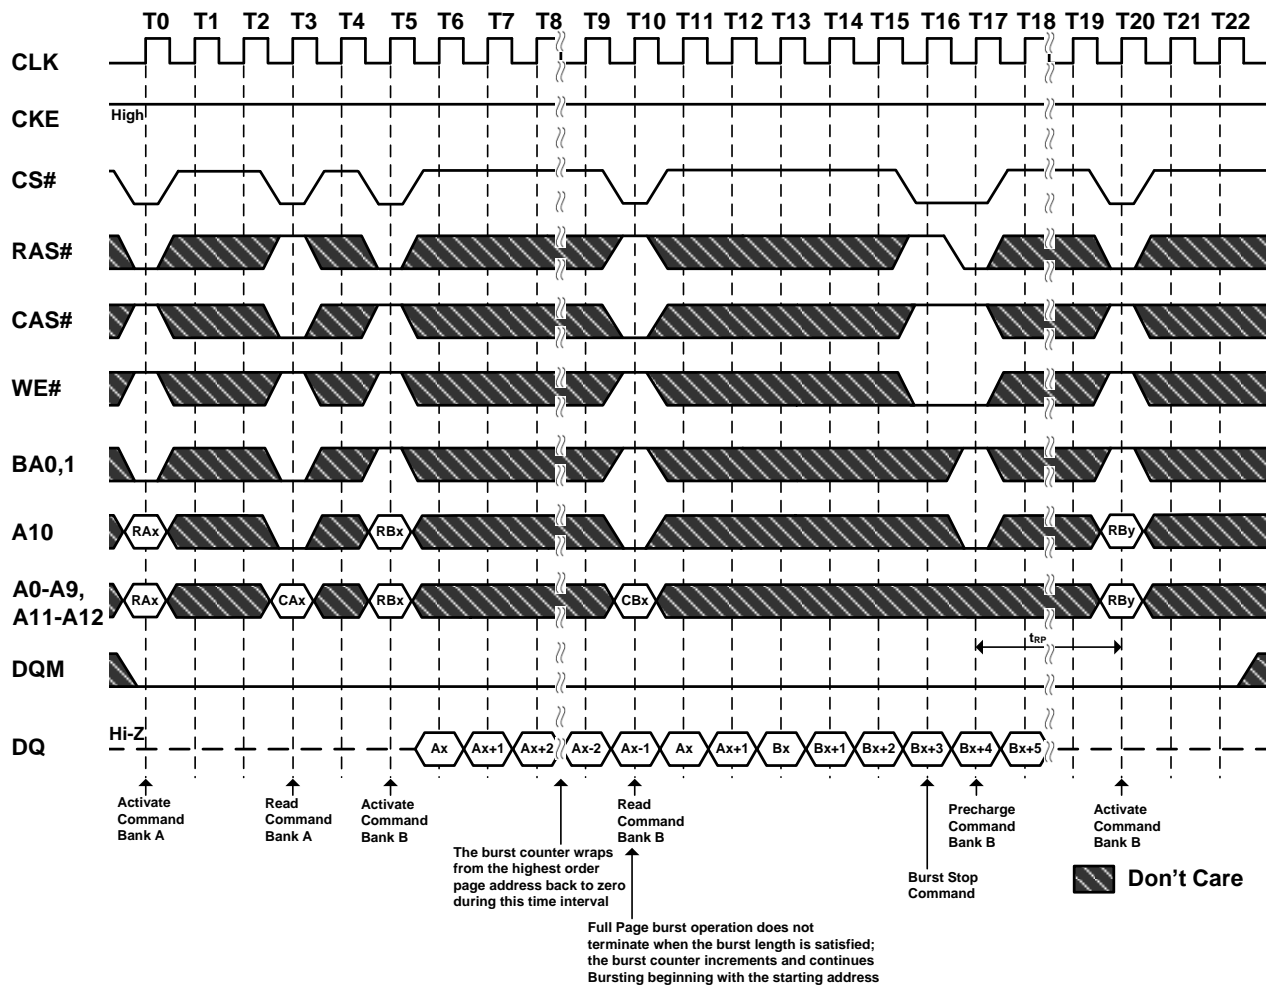 T0 T1 T2 T3 T4 T5 T6 T7 T8 T9 T10 T11 T12 T13 T14 T15 T16 T17 T18 T19 T20 T21 T22
CLK
CKE High
CS#
RAS#
CAS#
WE#
BA0,1
A10 RAx RBx RBy
A0-A9,
A11-A12 RAx CAx RBx CBx RBy
tRP
DQM
DQ Hi-Z Ax Ax+1 Ax+2 Ax-2 Ax-1 Ax Ax+1 Bx Bx+1 Bx+2 Bx+3 Bx+4 Bx+5
Activate
Command
Bank A
Read
Command
Bank A
Activate
Command
Bank B
The burst counter wraps
from the highest order
page address back to zero
during this time interval
Read
Command
Bank B
Full Page burst operation does not
terminate when the burst length is satisfied;
the burst counter increments and continues
Bursting beginning with the starting address
Burst Stop
Command
Precharge
Command
Bank B
Activate
Command
Bank B
Don't Care